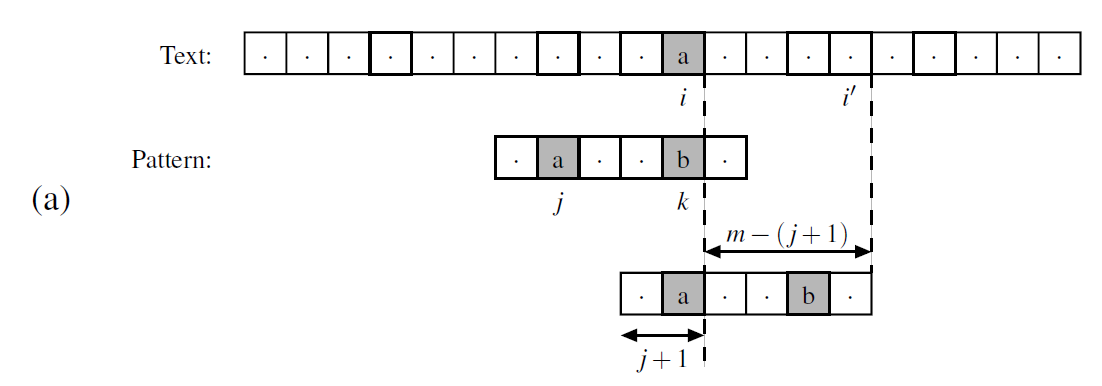 Text: . . . . . . . . . . a . . . . . . . . .
i i′
Pattern: . a . . b .
(a)
j k
m − (j + 1)
. a . . b .
j + 1